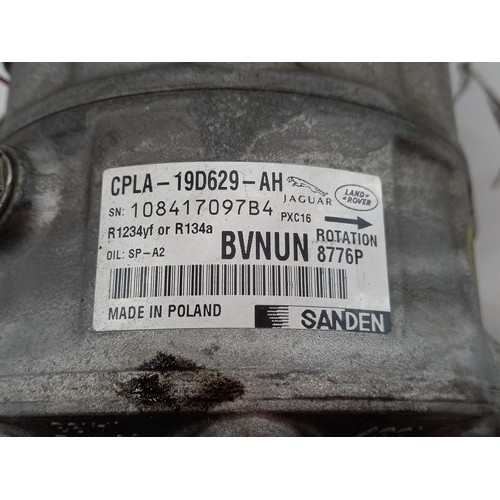 CPLA-19D629-AH
JAGUAR
LAND ROVER
SN: 108417097B4
PXC16
R1234yf or R134a
ROTATION
OIL: SP-A2
BVNUN 8776P
MADE IN POLAND
SANDEN